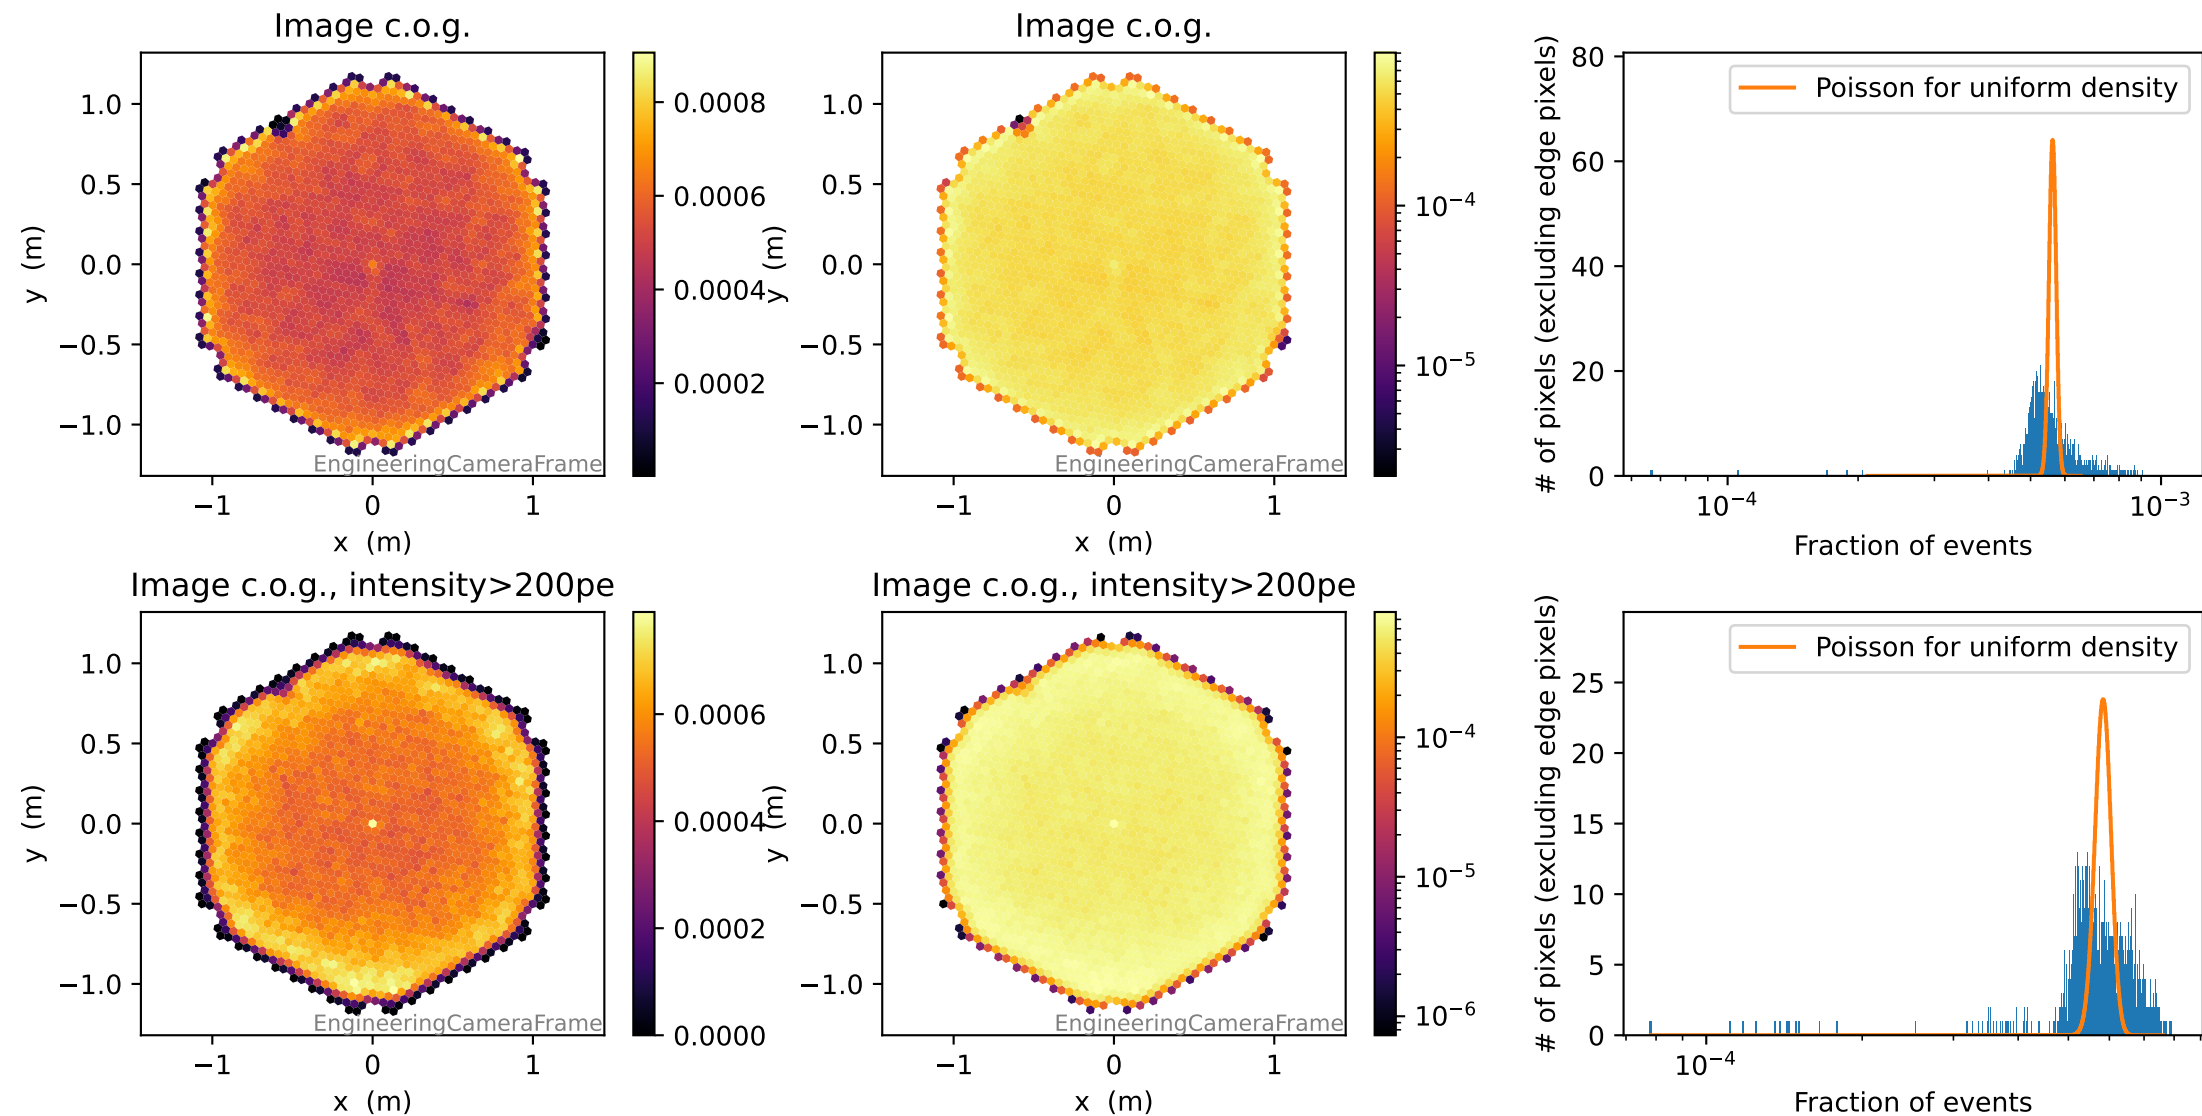 Image c.o.g.
y (m)
1.0
0.5
0.0
−0.5
−1.0
−1
0
1
x (m)
EngineeringCameraFrame
0.0008
0.0006
0.0004
0.0002
Image c.o.g.
y (m)
1.0
0.5
0.0
−0.5
−1.0
−1
0
1
x (m)
EngineeringCameraFrame
10−4
10−5
# of pixels (excluding edge pixels)
80
60
40
20
0
Poisson for uniform density
10−4
10−3
Fraction of events
Image c.o.g., intensity>200pe
y (m)
1.0
0.5
0.0
−0.5
−1.0
−1
0
1
x (m)
EngineeringCameraFrame
0.0006
0.0004
0.0002
0.0000
Image c.o.g., intensity>200pe
y (m)
1.0
0.5
0.0
−0.5
−1.0
−1
0
1
x (m)
EngineeringCameraFrame
10−4
10−5
10−6
# of pixels (excluding edge pixels)
25
20
15
10
5
0
Poisson for uniform density
10−4
Fraction of events